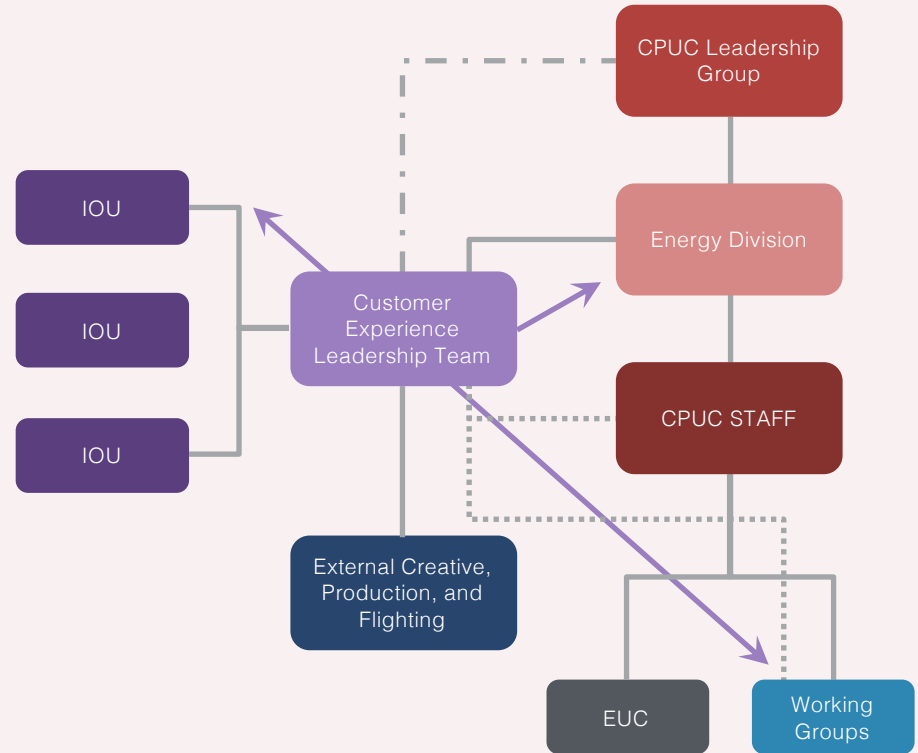 CPUC Leadership
Group
IOU
Energy Division
Customer
Experience
Leadership Team
IOU
CPUC STAFF
IOU
External Creative,
Production, and
Flighting
EUC
Working
Groups